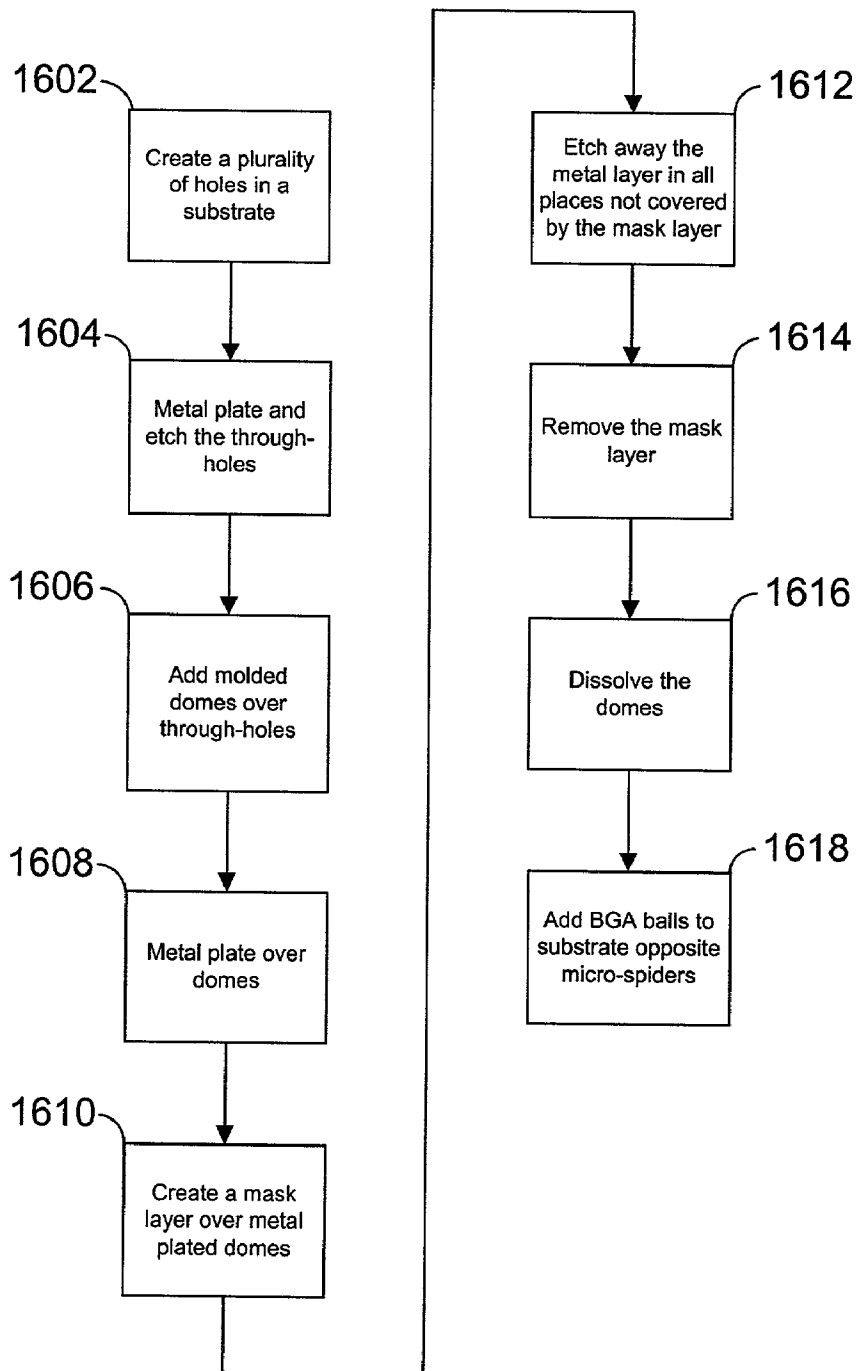 1602
Create a plurality
of holes in a
substrate
1604
Metal plate and
etch the through-
holes
1606
Add molded
domes over
through-holes
1608
Metal plate over
domes
1610
Create a mask
layer over metal
plated domes
1612
Etch away the
metal layer in all
places not covered
by the mask layer
1614
Remove the mask
layer
1616
Dissolve the
domes
1618
Add BGA balls to
substrate opposite
micro-spiders